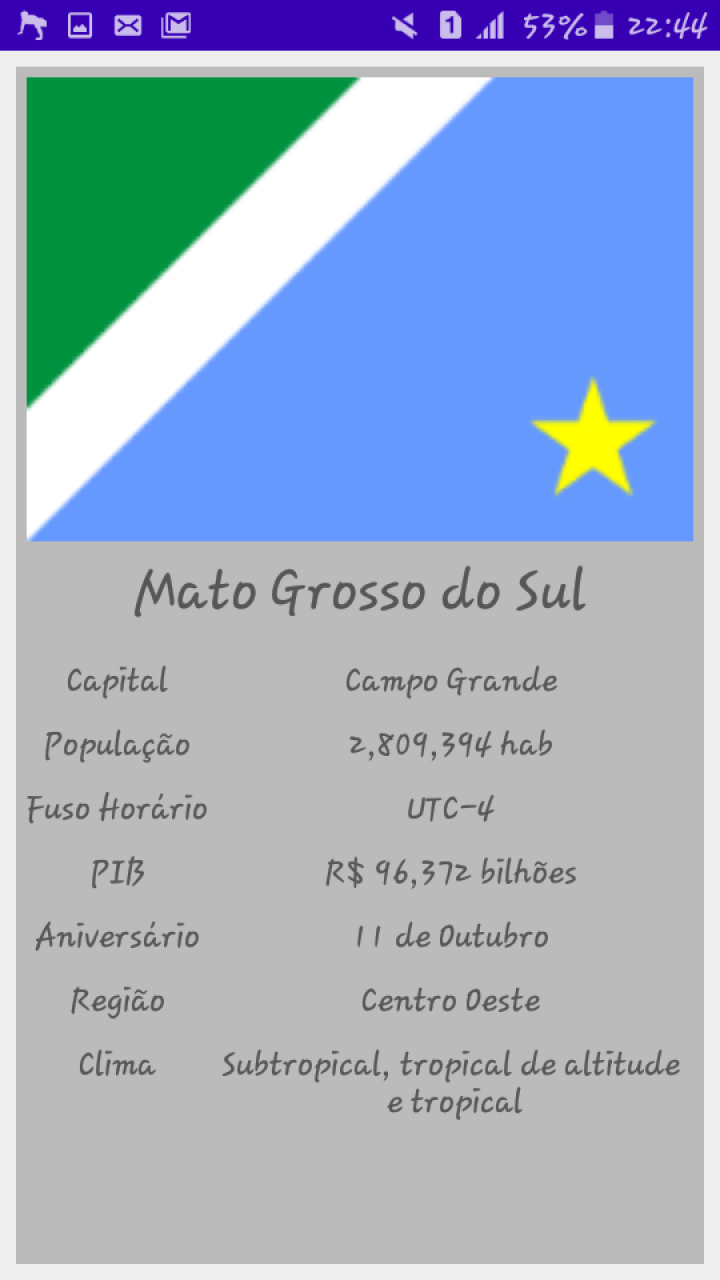 1 53% 22:44
Mato Grosso do Sul
Capital Campo Grande
População 2,809,394 hab
Fuso Horário UTC-4
PIB R$ 96,372 bilhões
Aniversário 11 de Outubro
Região Centro Oeste
Clima Subtropical, tropical de altitude
e tropical